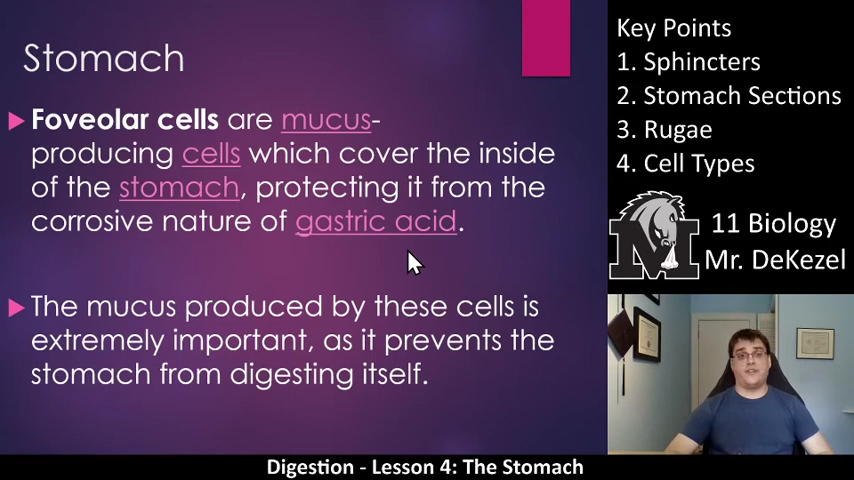 Stomach
Foveolar cells are mucus-
producing cells which cover the inside
of the stomach, protecting it from the
corrosive nature of gastric acid.
The mucus produced by these cells is
extremely important, as it prevents the
stomach from digesting itself.
Key Points
1. Sphincters
2. Stomach Sections
3. Rugae
4. Cell Types
M
11 Biology
Mr. DeKezel
Digestion - Lesson 4: The Stomach